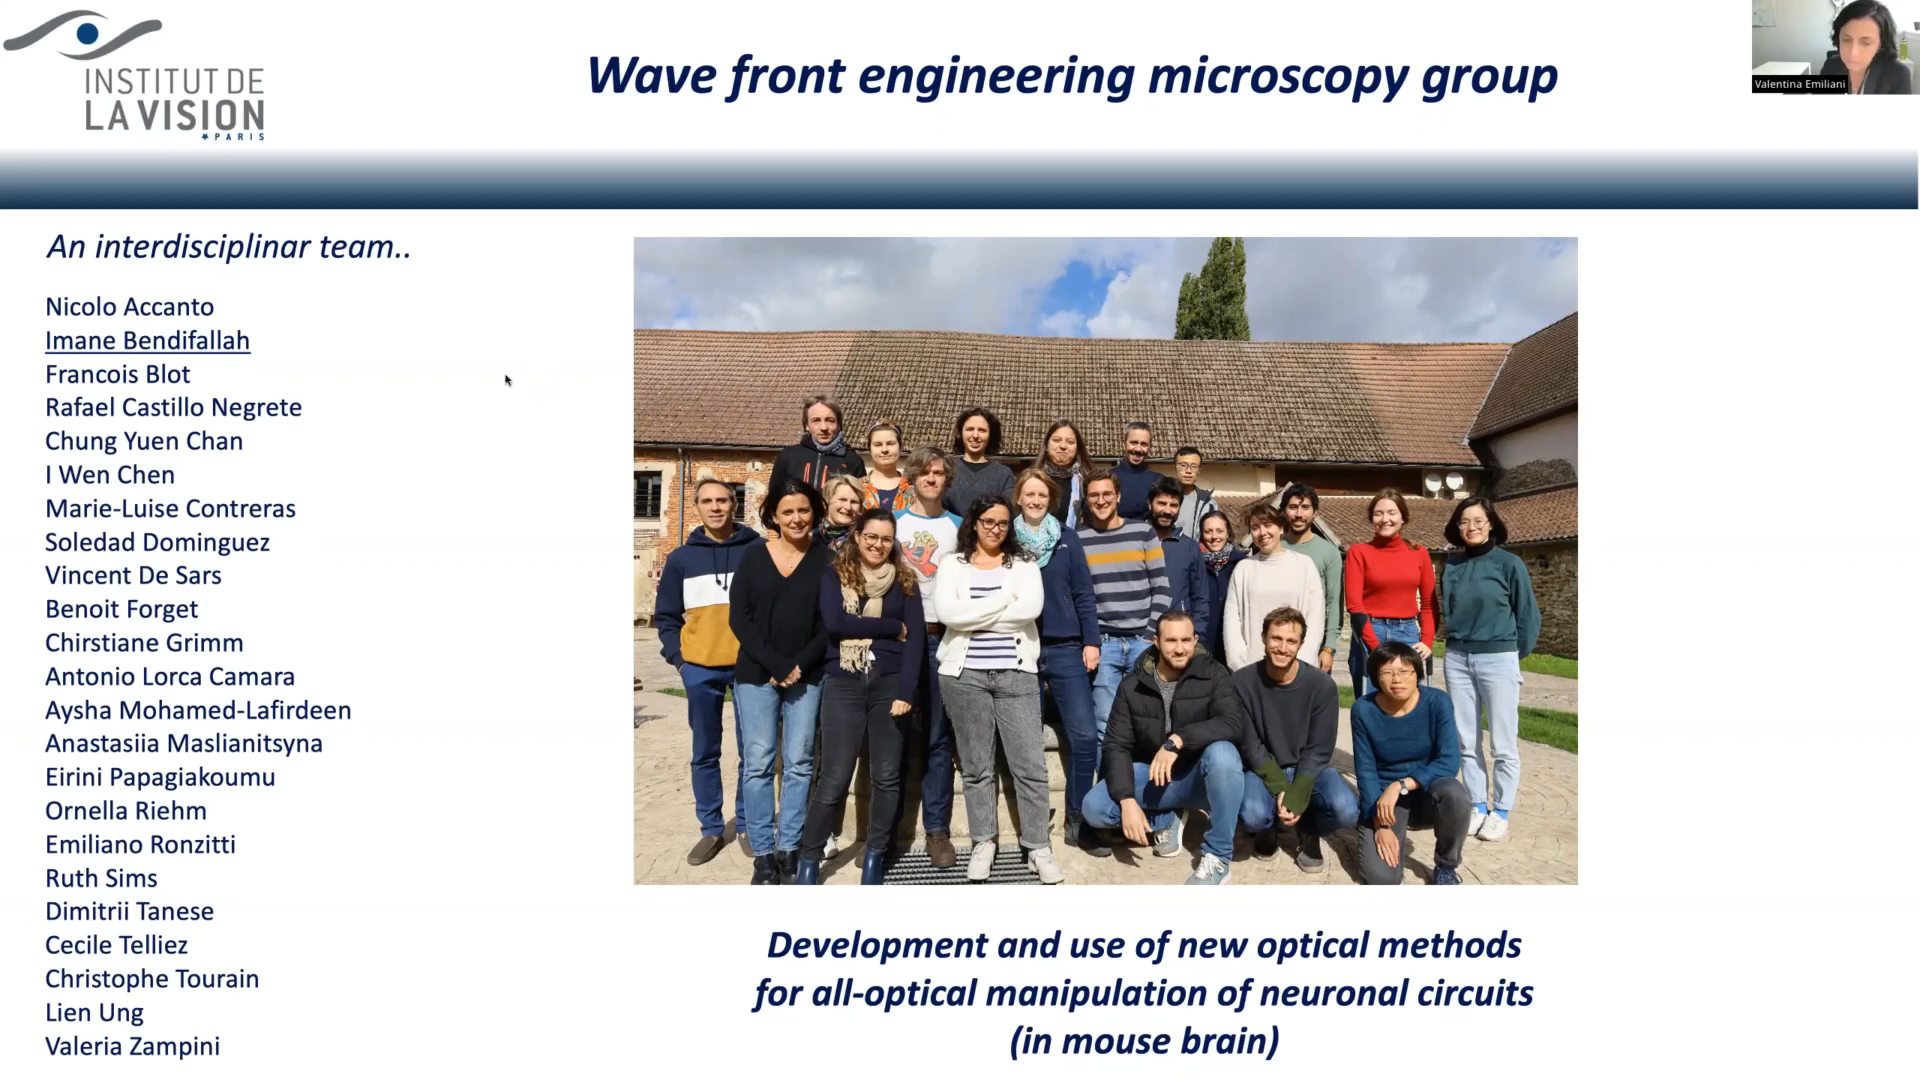 INSTITUT DE
LA VISION
PARIS
Wave front engineering microscopy group
Valentina Emiliani
An interdisciplinar team..
Nicolo Accanto
Imane Bendifallah
Francois Blot
Rafael Castillo Negrete
Chung Yuen Chan
I Wen Chen
Marie-Luise Contreras
Soledad Dominguez
Vincent De Sars
Benoit Forget
Chirstiane Grimm
Antonio Lorca Camara
Aysha Mohamed-Lafirdeen
Anastasiia Maslianitsyna
Eirini Papagiakoumu
Ornella Riehm
Emiliano Ronzitti
Ruth Sims
Dimitrii Tanese
Cecile Telliez
Christophe Tourain
Lien Ung
Valeria Zampini
Development and use of new optical methods
for all-optical manipulation of neuronal circuits
(in mouse brain)